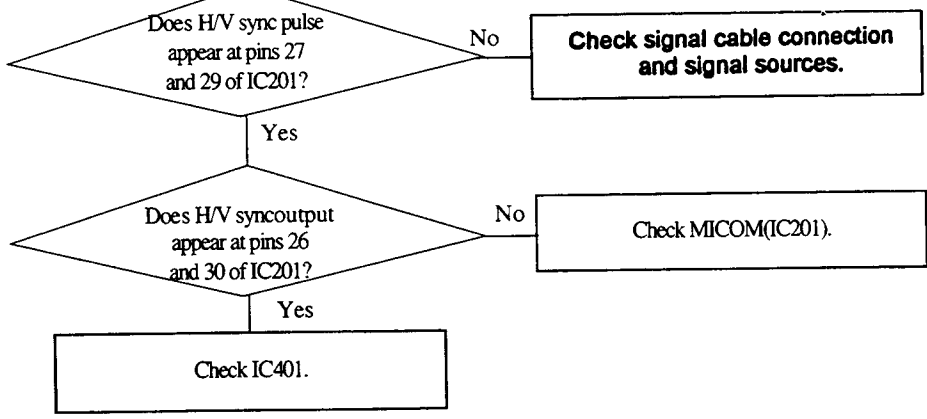 Does H/V sync pulse
appear at pins 27
and 29 of IC201?
No
Check signal cable connection
and signal sources.
Yes
Does H/V syncoutput
appear at pins 26
and 30 of IC201?
No
Check MICOM(IC201).
Yes
Check IC401.